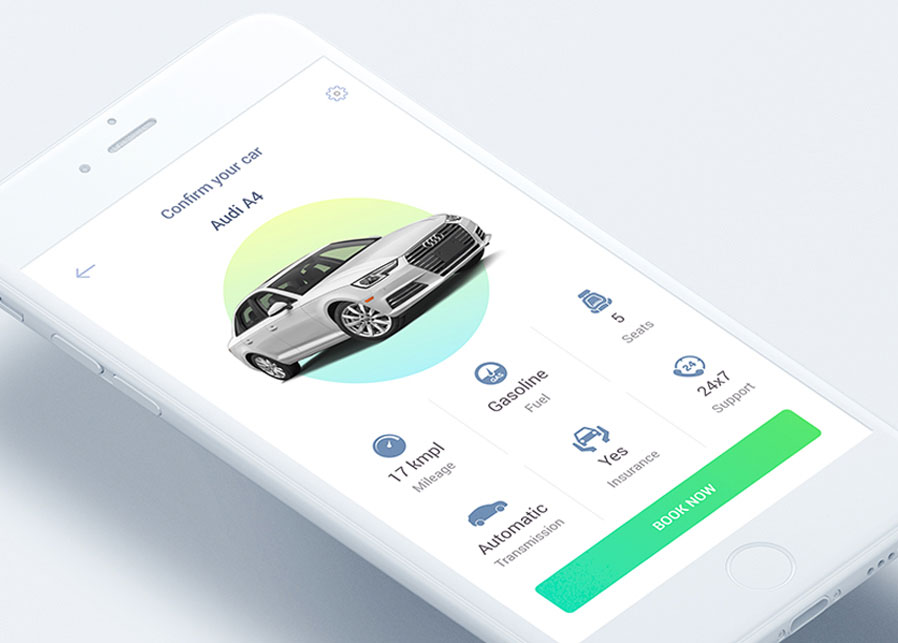 Confirm your car
Audi A4
17 kmpl
Mileage
GAS
Gasoline
Fuel
5
Seats
Automatic
Transmission
Yes
Insurance
24
24x7
Support
BOOK NOW